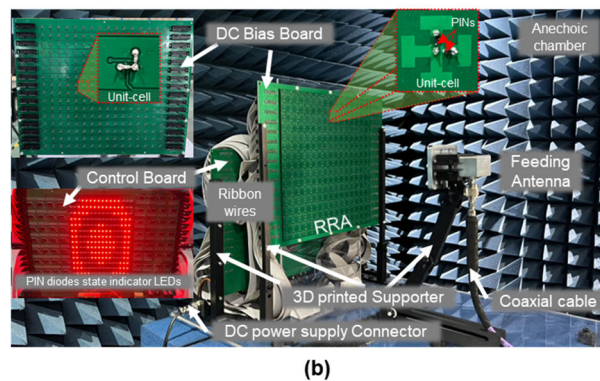 DC Bias Board
PINs
Anechoic
chamber
Unit-cell
Unit-cell
Control Board
Ribbon
wires
Feeding
Antenna
RRA
PIN diodes state indicator LEDs
3D printed Supporter
Coaxial cable
DC power supply Connector
(b)